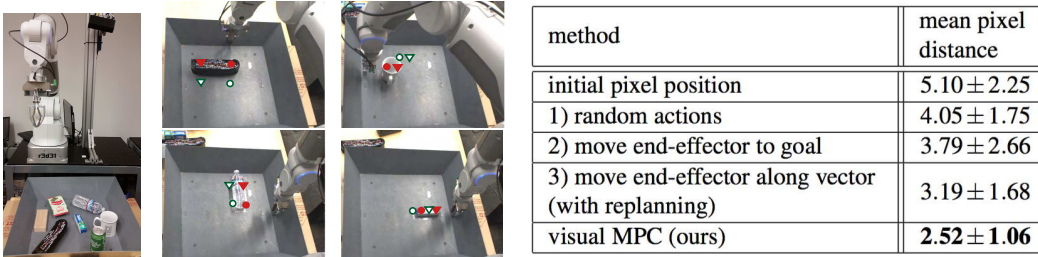 method
mean pixel
distance
initial pixel position
5.10 ± 2.25
1) random actions
4.05 ± 1.75
2) move end-effector to goal
3.79 ± 2.66
3) move end-effector along vector
(with replanning)
3.19 ± 1.68
visual MPC (ours)
2.52 ± 1.06